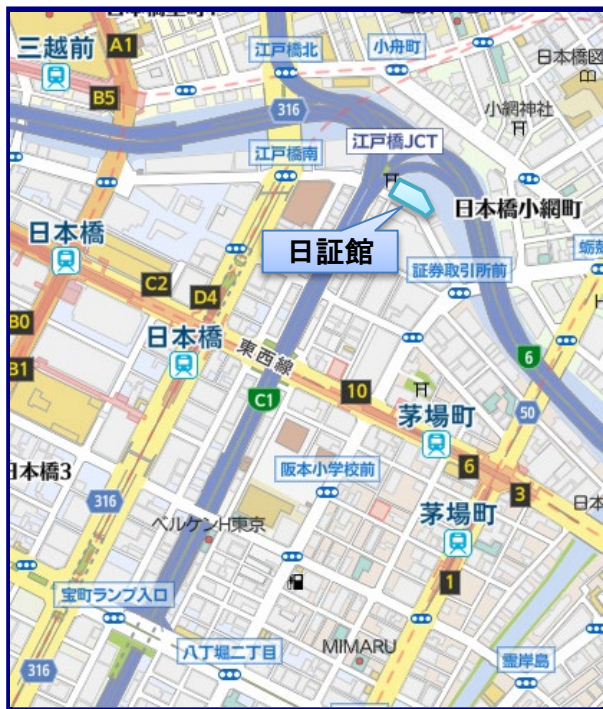 三越前
A1
B5
江戸橋北
小舟町
316
小網神社
江戸橋JCT
江戸橋南
日本橋小網町
日証館
日本橋
証券取引所前
C2
D4
日本橋
東西線
B0
B1
C1
6
10
茅場町
50
阪本小学校前
6
3
日本橋3
316
茅場町
ベルケンH東京
1
宝町ランプ入口
八丁堀二丁目
MIMARU
霊岸島
316